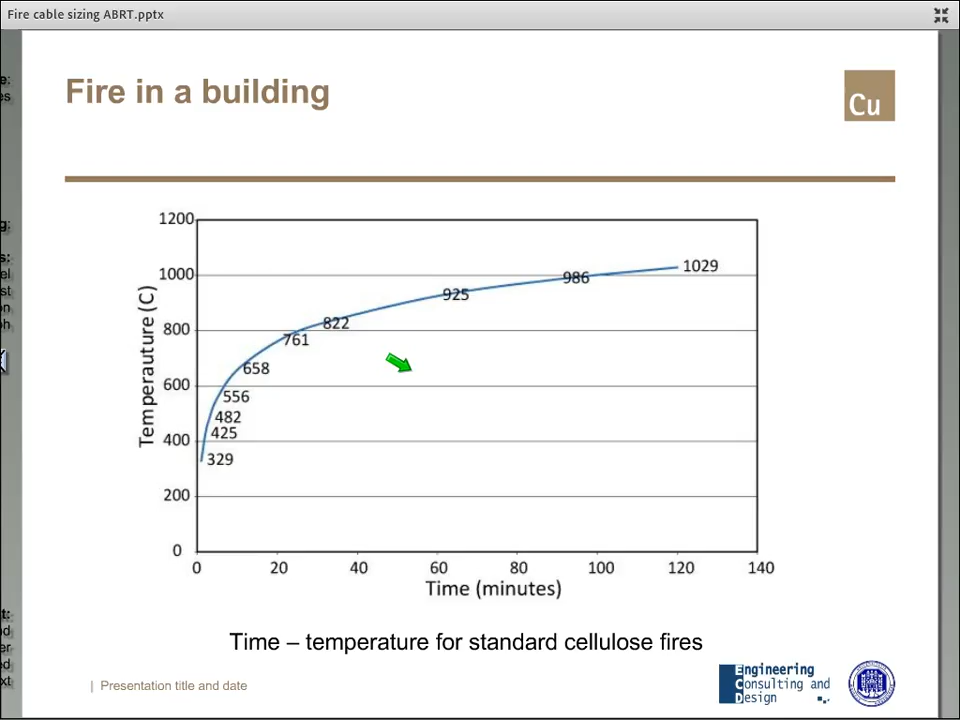 Fire cable sizing ABRT.pptx
Fire in a building
Cu
1200
1000
800
600
400
200
0
Temperauture (C)
329
425
482
556
658
761
822
925
986
1029
0 20 40 60 80 100 120 140
Time (minutes)
Time – temperature for standard cellulose fires
| Presentation title and date
Engineering
Consulting and
Design